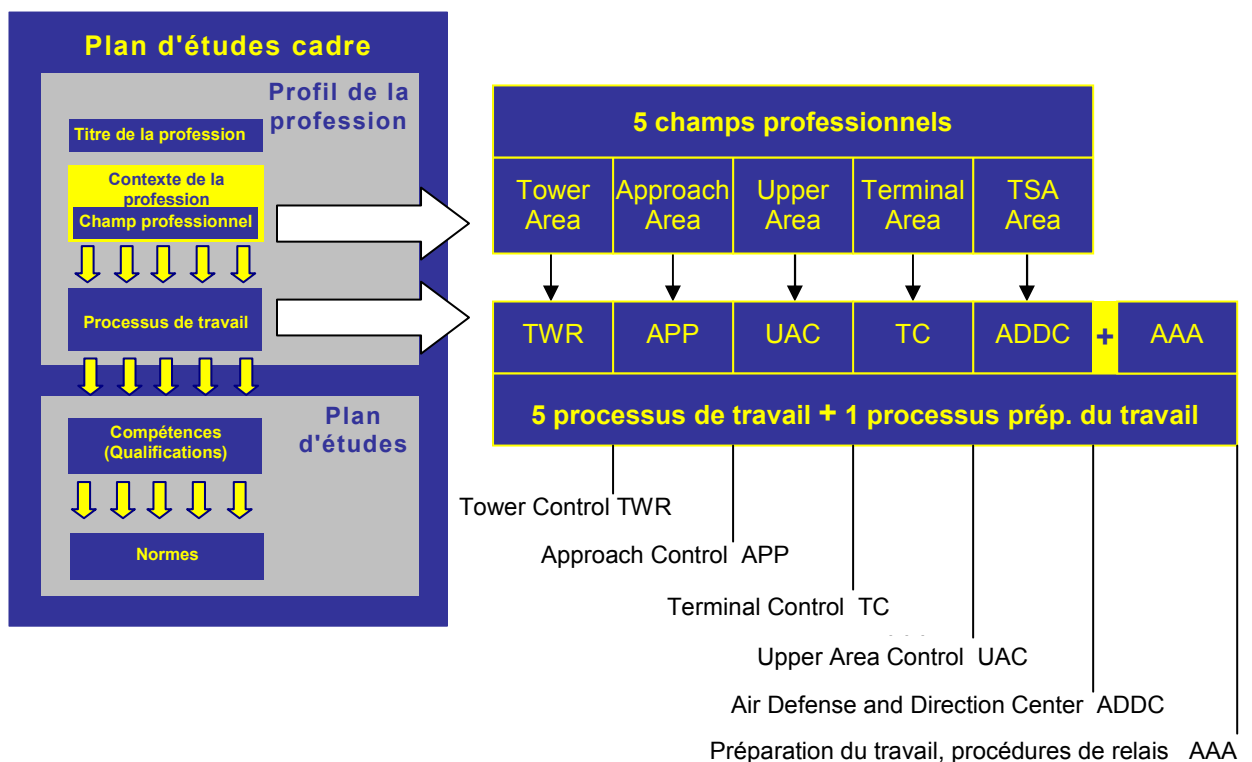 Plan d'études cadre
Profil de la
profession
Titre de la profession
Contexte de la
profession
Champ professionnel
Processus de travail
Plan
d'études
Compétences
(Qualifications)
Normes
5 champs professionnels
Tower
Area
Approach
Area
Upper
Area
Terminal
Area
TSA
Area
TWR
APP
UAC
TC
ADDC
+
AAA
5 processus de travail + 1 processus prép. du travail
Tower Control TWR
Approach Control APP
Terminal Control TC
Upper Area Control UAC
Air Defense and Direction Center ADDC
Préparation du travail, procédures de relais AAA